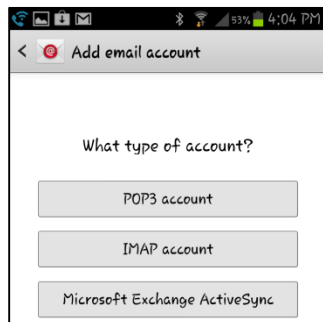 53% 4:04 PM
Add email account
What type of account?
POP3 account
IMAP account
Microsoft Exchange ActiveSync